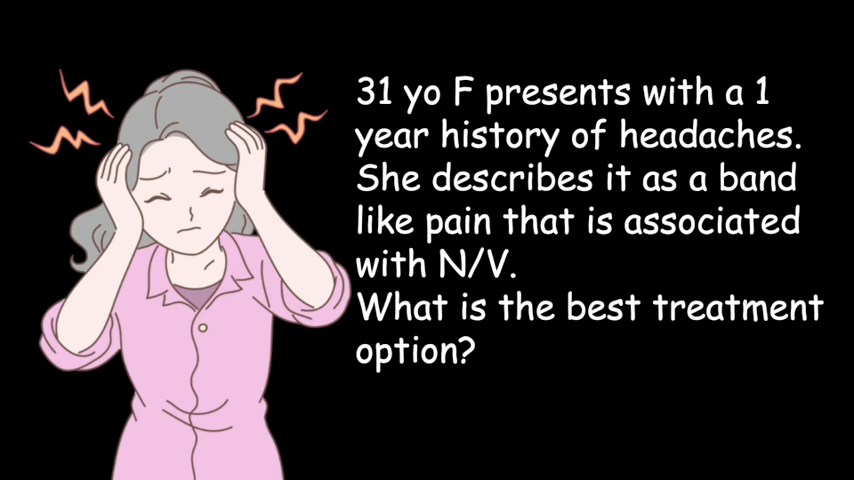 31 yo F presents with a 1
year history of headaches.
She describes it as a band
like pain that is associated
with N/V.
What is the best treatment
option?